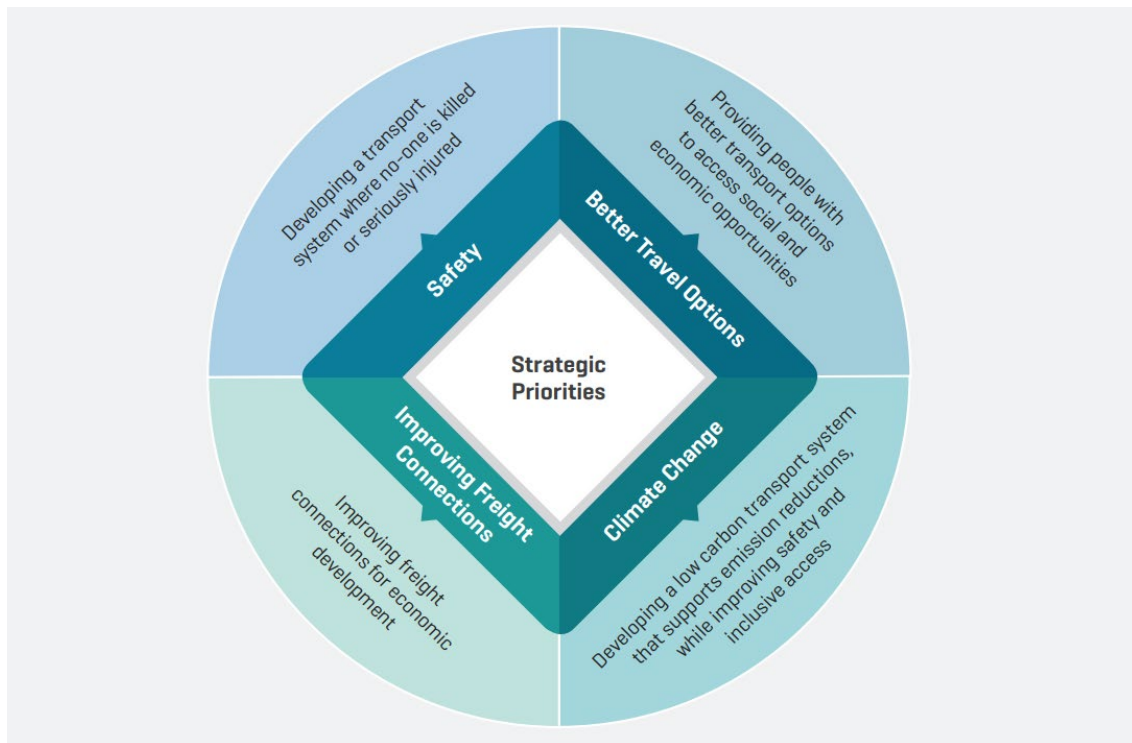 Strategic
Priorities
Safety
Developing a transport
system where no-one is killed
or seriously injured
Better Travel Options
Providing people with
better transport options
to access social and
economic opportunities
Improving Freight
Connections
Improving freight
connections for economic
development
Climate Change
Developing a low carbon transport system
that supports emission reductions,
while improving safety and
inclusive access